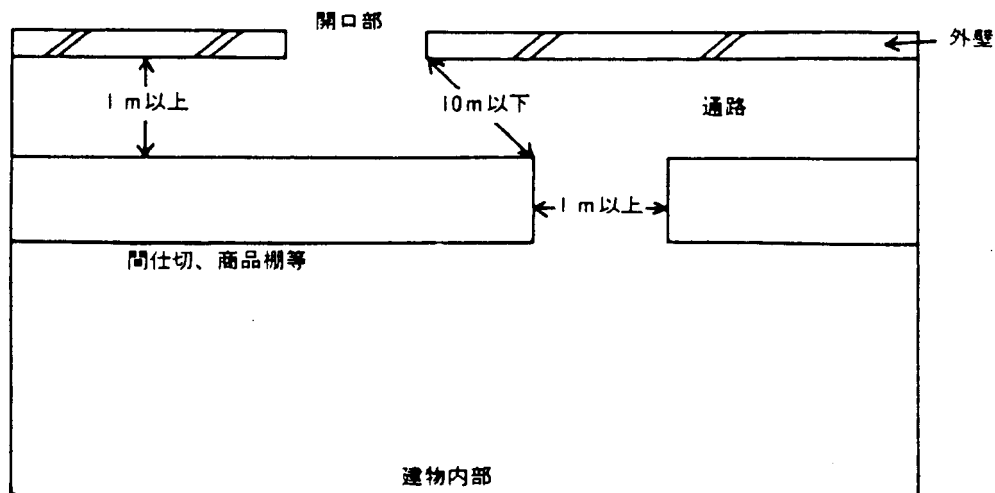 開口部
外壁
1m以上
10m以下
通路
1m以上
間仕切、商品棚等
建物内部